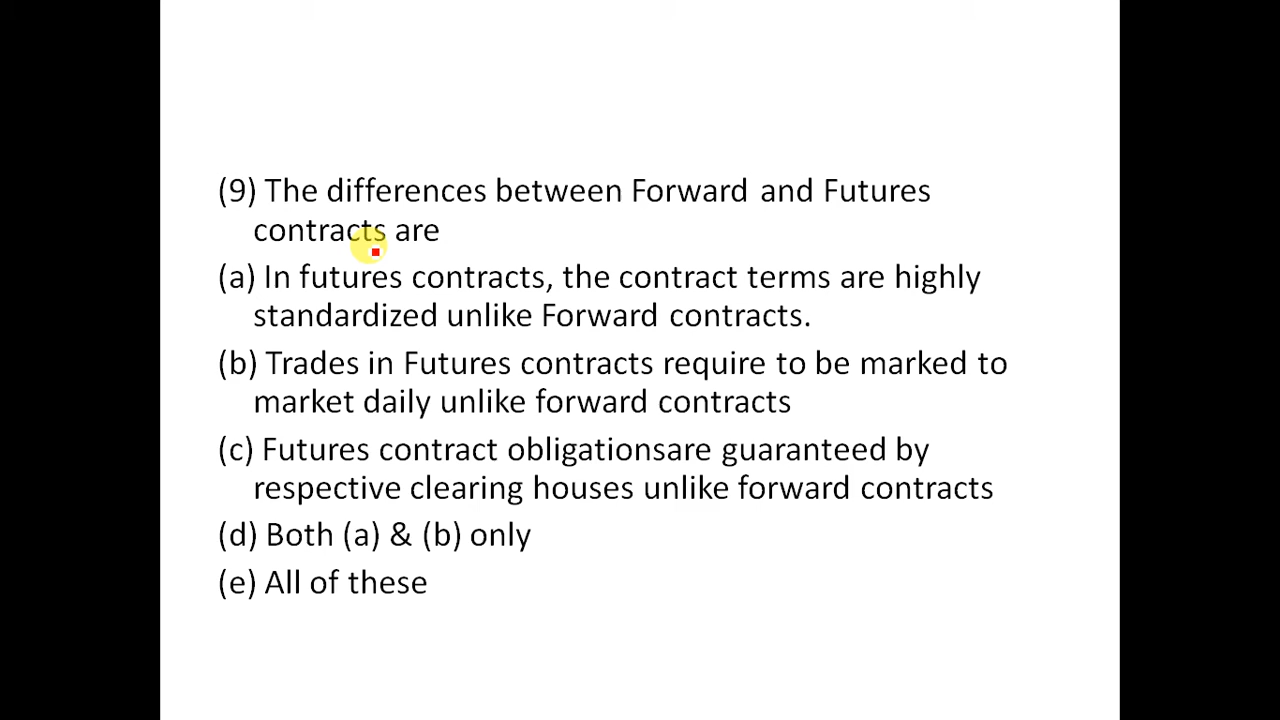 (9) The differences between Forward and Futures
contracts are
(a) In futures contracts, the contract terms are highly
standardized unlike Forward contracts.
(b) Trades in Futures contracts require to be marked to
market daily unlike forward contracts
(c) Futures contract obligationsare guaranteed by
respective clearing houses unlike forward contracts
(d) Both (a) & (b) only
(e) All of these